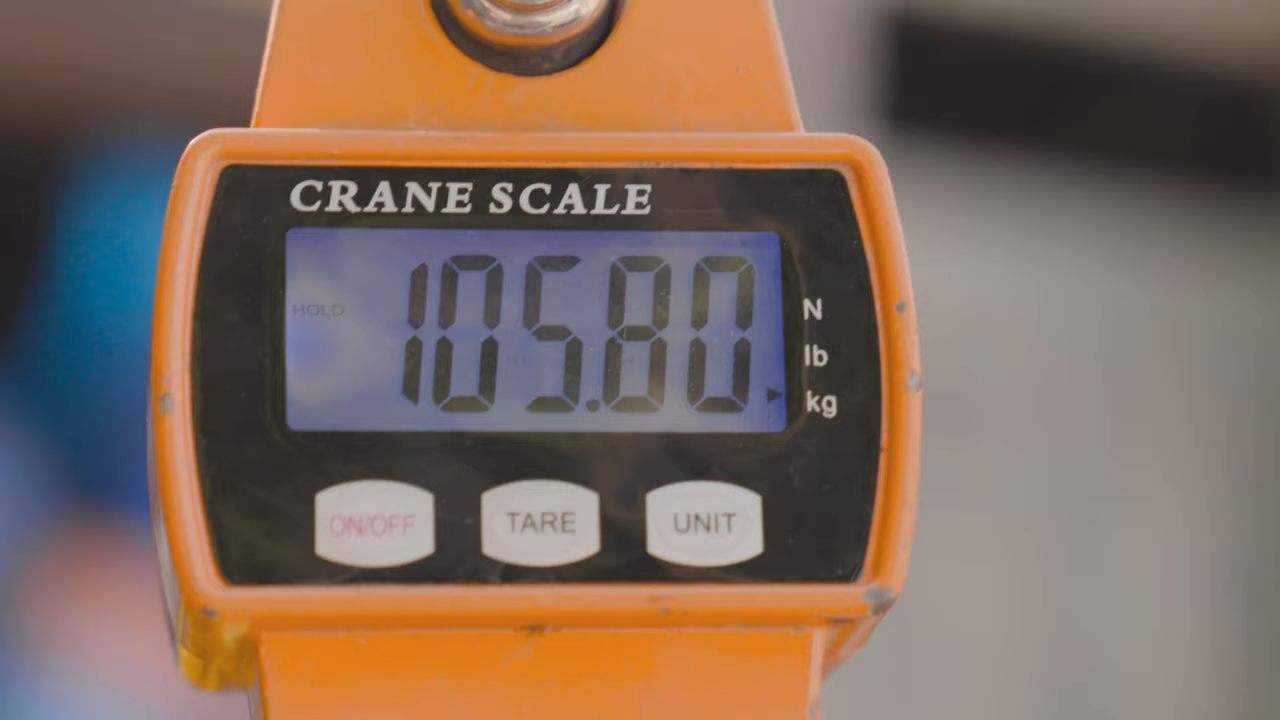 CRANE SCALE
HOLD
105.80
N
lb
kg
ON/OFF TARE UNIT